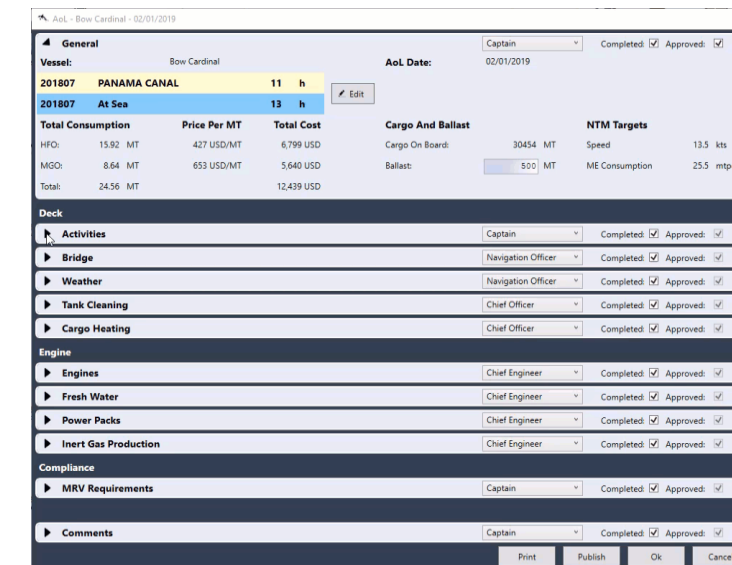 AoL - Bow Cardinal - 02/01/2019
General Captain Completed: Approved:
Vessel: Bow Cardinal AoL Date: 02/01/2019
201807 PANAMA CANAL 11 h
Edit
201807 At Sea 13 h
Total Consumption Price Per MT Total Cost Cargo And Ballast NTM Targets
HFO: 15.92 MT 427 USD/MT 6,799 USD Cargo On Board: 30454 MT Speed 13.5 kts
MGO: 8.64 MT 653 USD/MT 5,640 USD Ballast: 500 MT ME Consumption 25.5 mtp
Total: 24.56 MT 12,439 USD
Deck
Activities Captain Completed: Approved:
Bridge Navigation Officer Completed: Approved:
Weather Navigation Officer Completed: Approved:
Tank Cleaning Chief Officer Completed: Approved:
Cargo Heating Chief Officer Completed: Approved:
Engine
Engines Chief Engineer Completed: Approved:
Fresh Water Chief Engineer Completed: Approved:
Power Packs Chief Engineer Completed: Approved:
Inert Gas Production Chief Engineer Completed: Approved:
Compliance
MRV Requirements Captain Completed: Approved:
Comments Captain Completed: Approved:
Print Publish Ok Cance